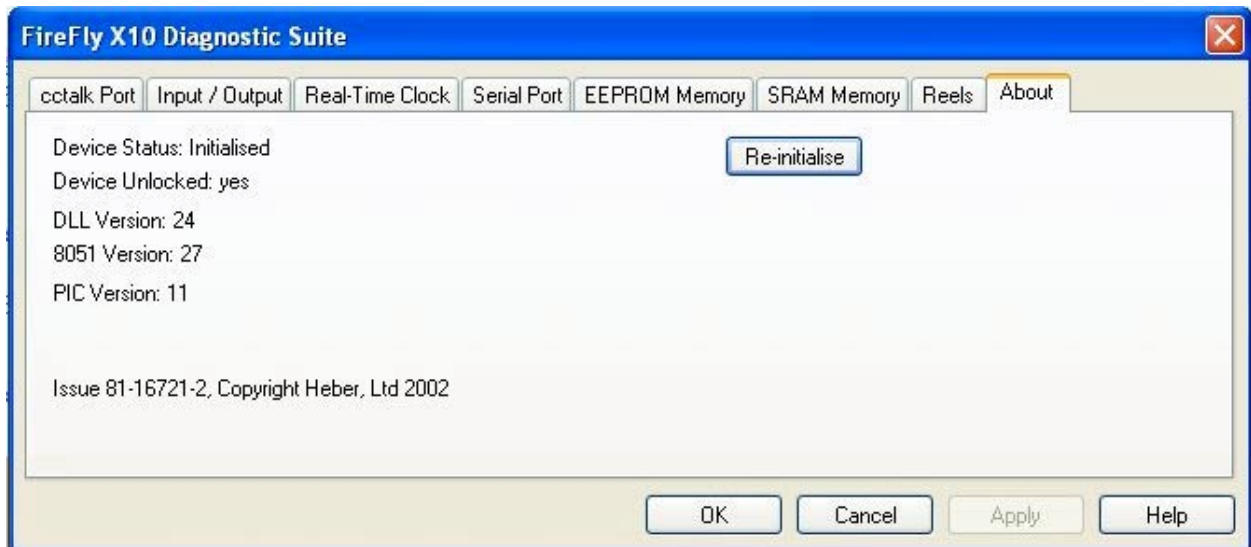 FireFly X10 Diagnostic Suite
cctalk Port Input / Output Real-Time Clock Serial Port EEPROM Memory SRAM Memory Reels About
Device Status: Initialised
Re-initialise
Device Unlocked: yes
DLL Version: 24
8051 Version: 27
PIC Version: 11
Issue 81-16721-2, Copyright Heber, Ltd 2002
OK Cancel Apply Help